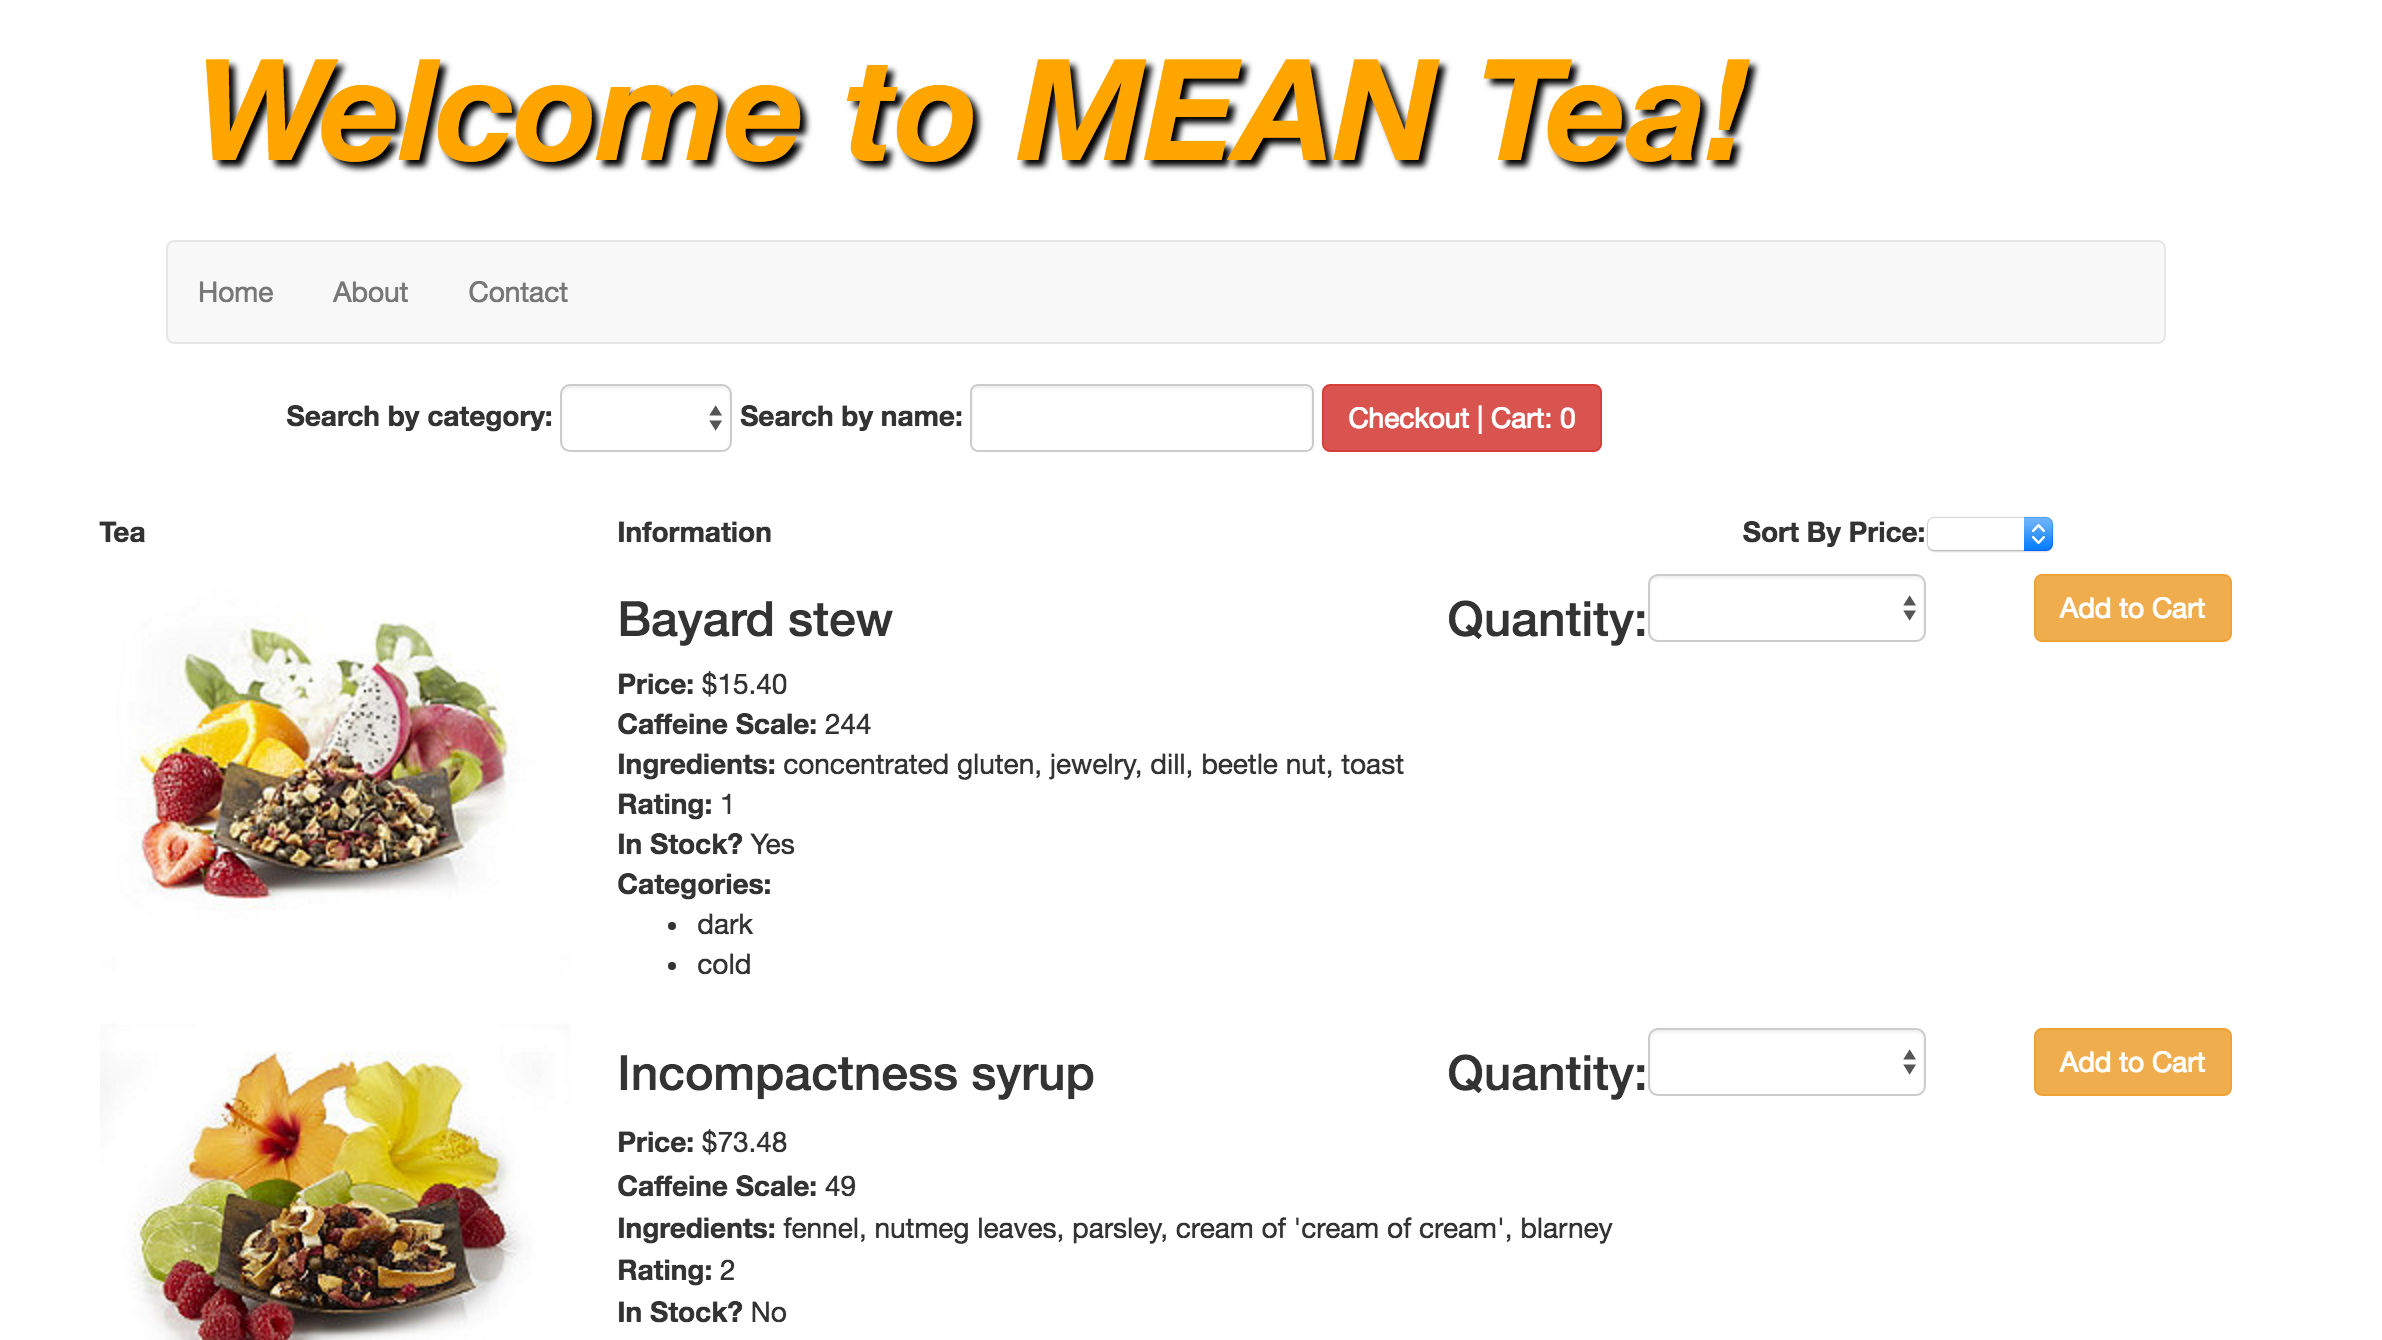 Welcome to MEAN Tea!
Home About Contact
Search by category: Search by name: Checkout | Cart: 0
Tea Information Sort By Price:
Bayard stew Quantity: Add to Cart
Price: $15.40
Caffeine Scale: 244
Ingredients: concentrated gluten, jewelry, dill, beetle nut, toast
Rating: 1
In Stock? Yes
Categories:
• dark
• cold
Incompactness syrup Quantity: Add to Cart
Price: $73.48
Caffeine Scale: 49
Ingredients: fennel, nutmeg leaves, parsley, cream of 'cream of cream', blarney
Rating: 2
In Stock? No